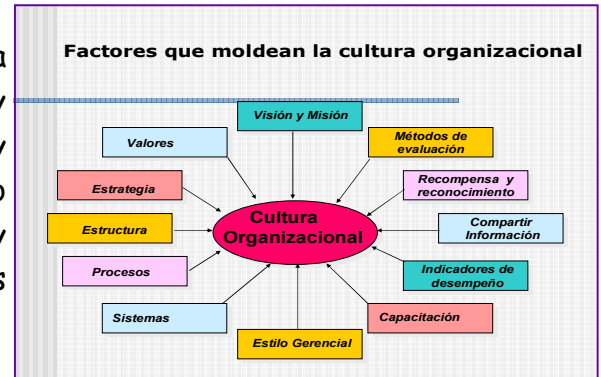 Factores que moldean la cultura organizacional
Visión y Misión
Valores
Métodos de
evaluación
Estrategia
Recompensa y
reconocimiento
Estructura
Cultura
Organizacional
Compartir
Información
Procesos
Indicadores de
desempeño
Sistemas
Capacitación
Estilo Gerencial